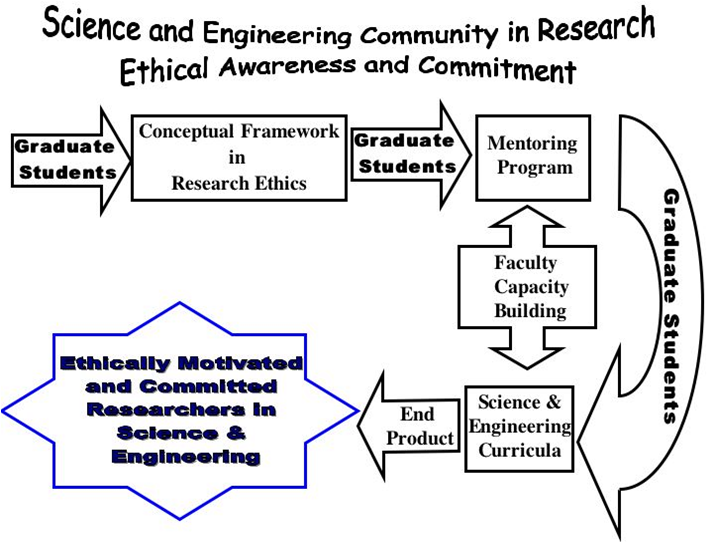 Science and Engineering Community in Research
Ethical Awareness and Commitment
Graduate
Students
Conceptual Framework
in
Research Ethics
Graduate
Students
Mentoring
Program
Graduate Students
Faculty
Capacity
Building
Science &
Engineering
Curricula
End
Product
Ethically Motivated
and Committed
Researchers in
Science &
Engineering